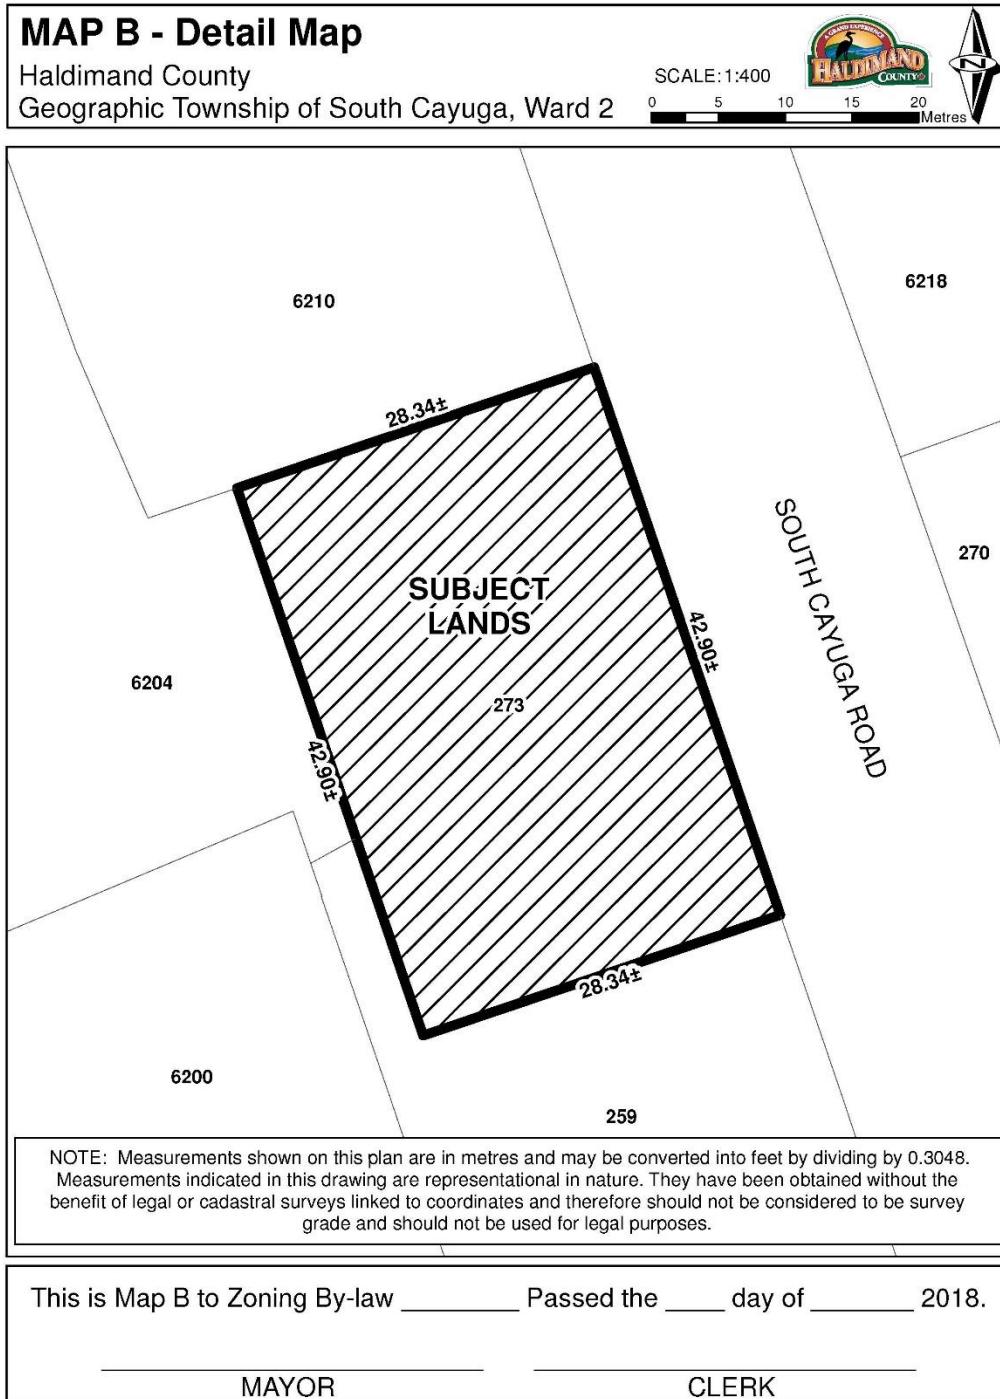 MAP B - Detail Map
Haldimand County
Geographic Township of South Cayuga, Ward 2
SCALE: 1:400
0 5 10 15 20
Metres
A GRAND EXPERIENCE
HALDIMAND
COUNTY
N
6210
6218
28.34±
SOUTH CAYUGA ROAD
270
SUBJECT
LANDS
42.90±
6204
273
42.90±
28.34±
6200
259
NOTE: Measurements shown on this plan are in metres and may be converted into feet by dividing by 0.3048.
Measurements indicated in this drawing are representational in nature. They have been obtained without the
benefit of legal or cadastral surveys linked to coordinates and therefore should not be considered to be survey
grade and should not be used for legal purposes.
This is Map B to Zoning By-law ________ Passed the ____ day of _______ 2018.
MAYOR
CLERK